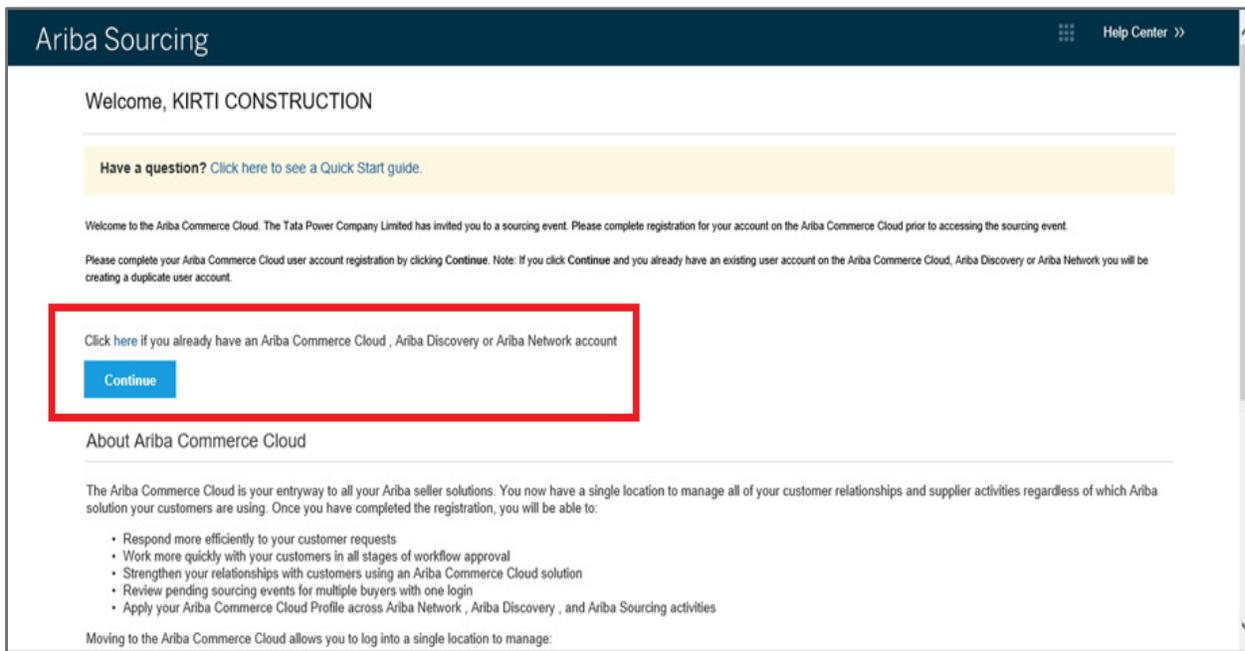 Ariba Sourcing
Help Center »
Welcome, KIRTI CONSTRUCTION
Have a question? Click here to see a Quick Start guide.
Welcome to the Ariba Commerce Cloud. The Tata Power Company Limited has invited you to a sourcing event. Please complete registration for your account on the Ariba Commerce Cloud prior to accessing the sourcing event.
Please complete your Ariba Commerce Cloud user account registration by clicking Continue. Note: If you click Continue and you already have an existing user account on the Ariba Commerce Cloud, Ariba Discovery or Ariba Network you will be
creating a duplicate user account.
Click here if you already have an Ariba Commerce Cloud , Ariba Discovery or Ariba Network account
Continue
About Ariba Commerce Cloud
The Ariba Commerce Cloud is your entryway to all your Ariba seller solutions. You now have a single location to manage all of your customer relationships and supplier activities regardless of which Ariba
solution your customers are using. Once you have completed the registration, you will be able to:
• Respond more efficiently to your customer requests
• Work more quickly with your customers in all stages of workflow approval
• Strengthen your relationships with customers using an Ariba Commerce Cloud solution
• Review pending sourcing events for multiple buyers with one login
• Apply your Ariba Commerce Cloud Profile across Ariba Network , Ariba Discovery , and Ariba Sourcing activities
Moving to the Ariba Commerce Cloud allows you to log into a single location to manage: